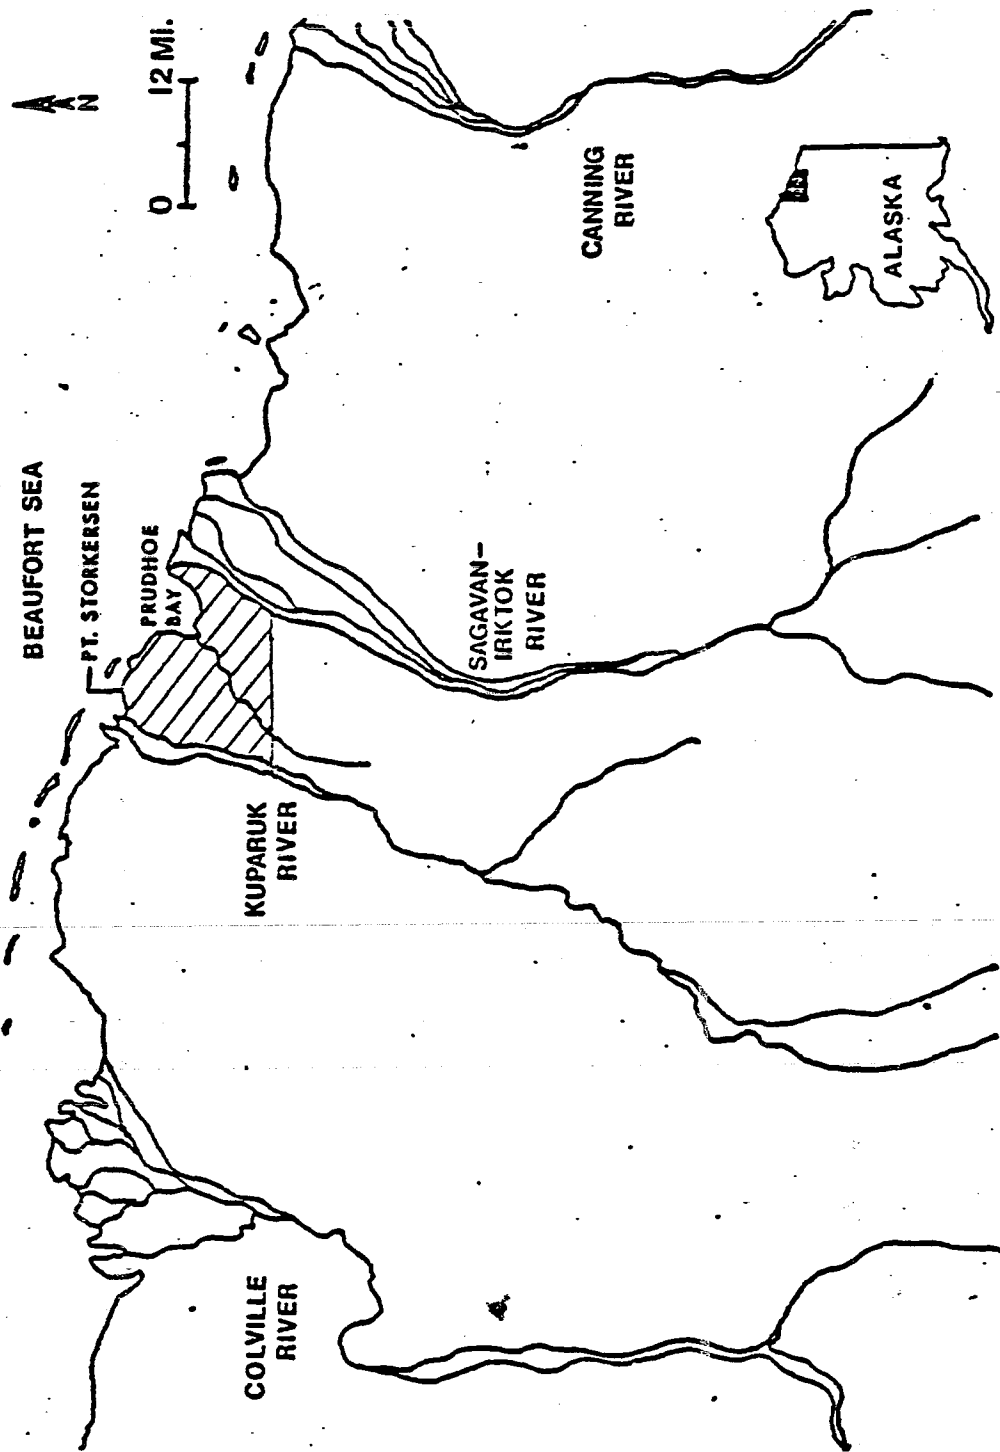 BEAUFORT SEA
PT. STORKERSEN
PRUDHOE
BAY
N
0 12 MI.
COLVILLE
RIVER
KUPARUK
RIVER
SAGAVAN-
IRKTOK
RIVER
CANNING
RIVER
ALASKA